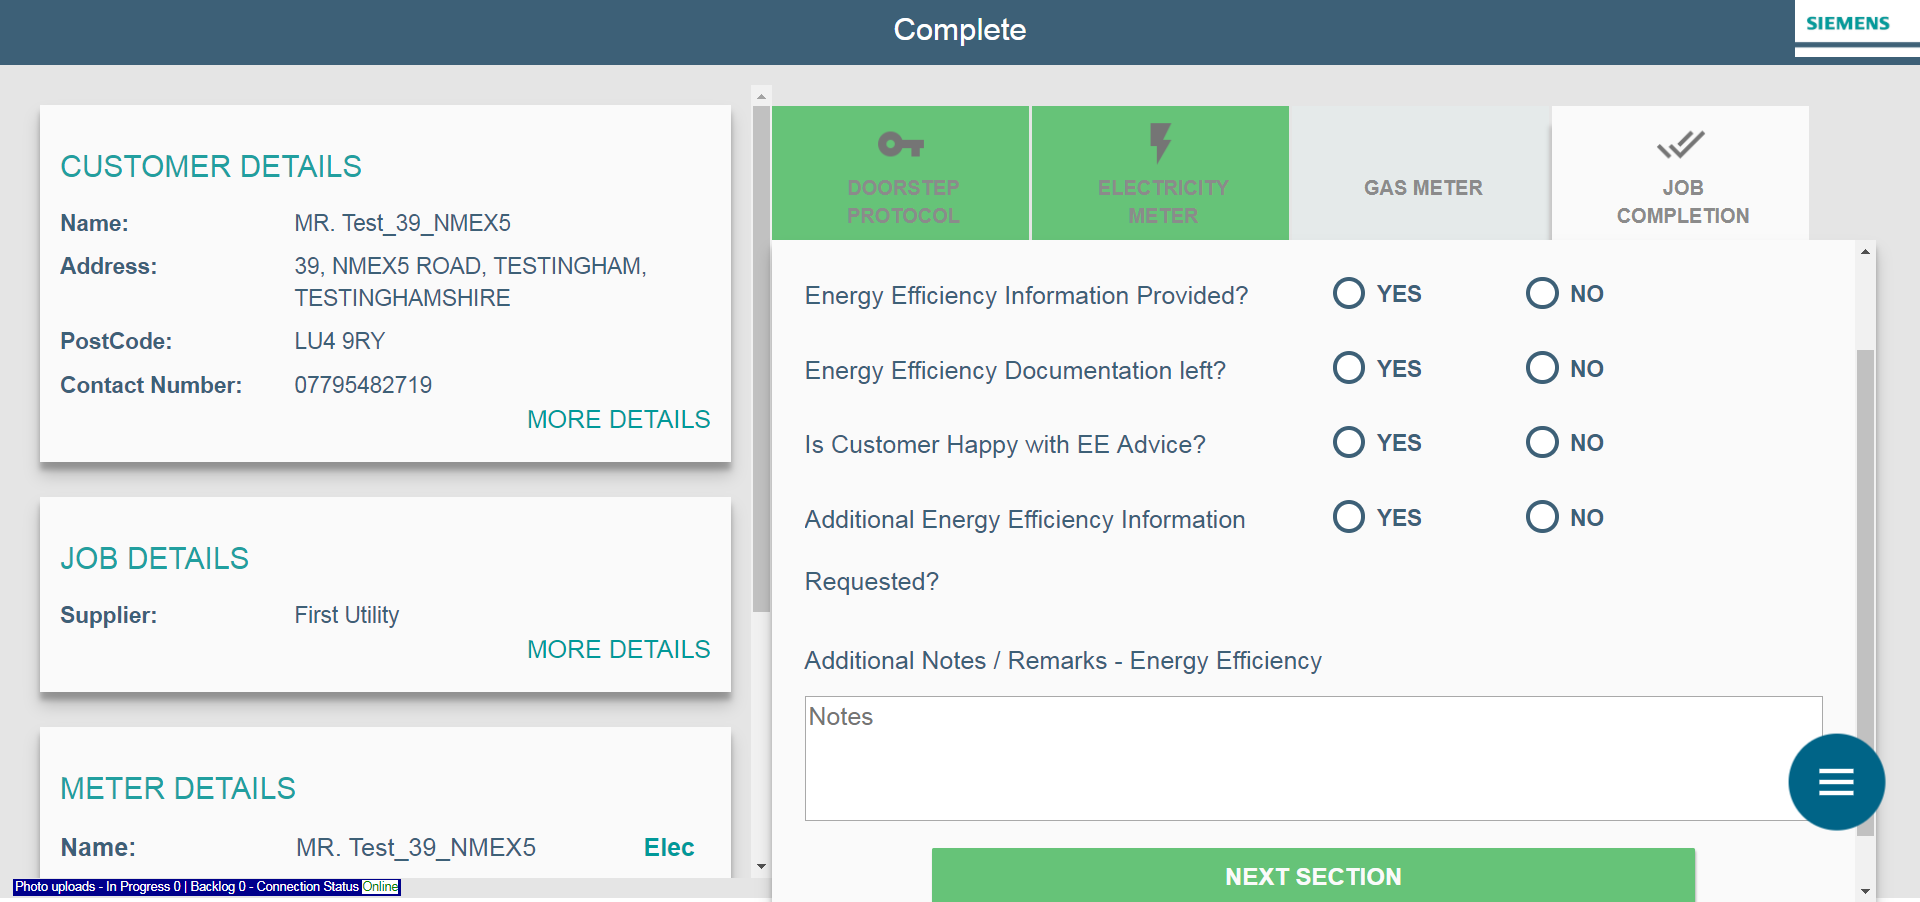 Complete
SIEMENS
CUSTOMER DETAILS
Name: MR. Test_39_NMEX5
Address: 39, NMEX5 ROAD, TESTINGHAM,
TESTINGHAMSHIRE
PostCode: LU4 9RY
Contact Number: 07795482719
MORE DETAILS
JOB DETAILS
Supplier: First Utility
MORE DETAILS
METER DETAILS
Name: MR. Test_39_NMEX5 Elec
Photo uploads - In Progress 0 | Backlog 0 - Connection Status Online
DOORSTEP
PROTOCOL
ELECTRICITY
METER
GAS METER
JOB
COMPLETION
Energy Efficiency Information Provided? YES NO
Energy Efficiency Documentation left? YES NO
Is Customer Happy with EE Advice? YES NO
Additional Energy Efficiency Information YES NO
Requested?
Additional Notes / Remarks - Energy Efficiency
Notes
NEXT SECTION